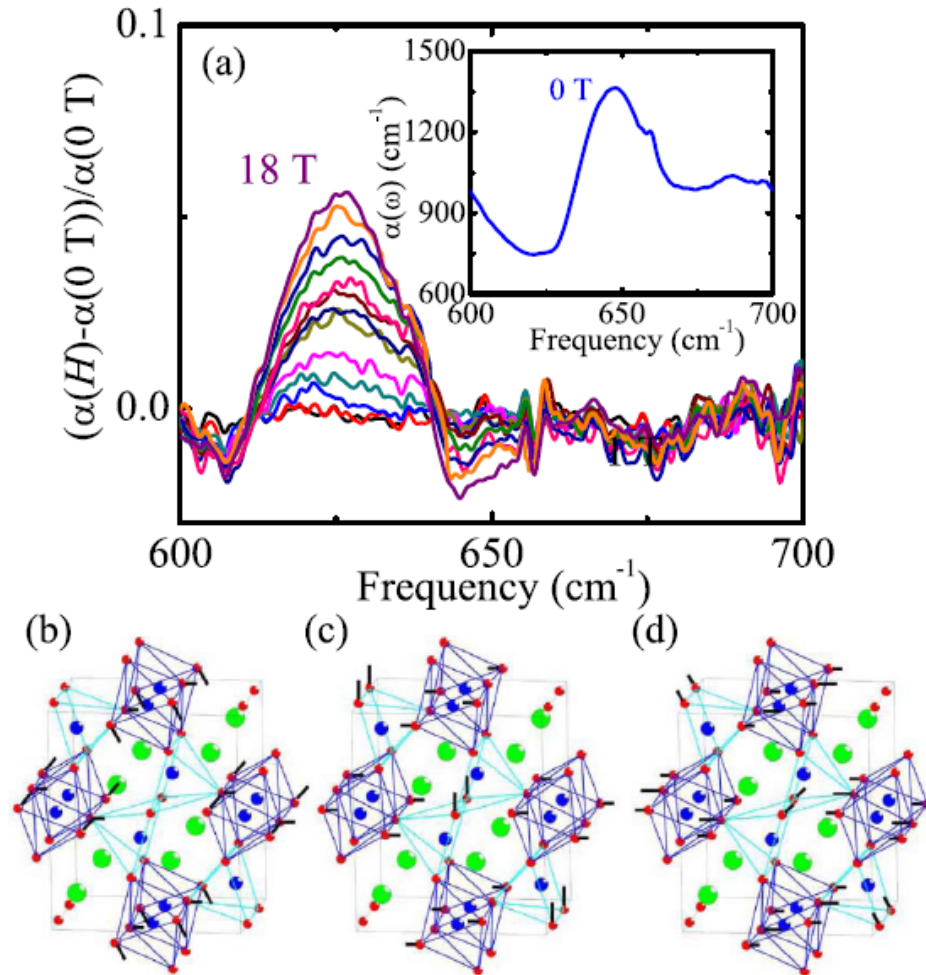 0.1
(a)
1500
0 T
1200
900
600
α(ω) (cm⁻¹)
600
650
700
Frequency (cm⁻¹)
18 T
(α(H)-α(0 T))/α(0 T)
0.0
600
650
700
Frequency (cm⁻¹)
(b)
(c)
(d)